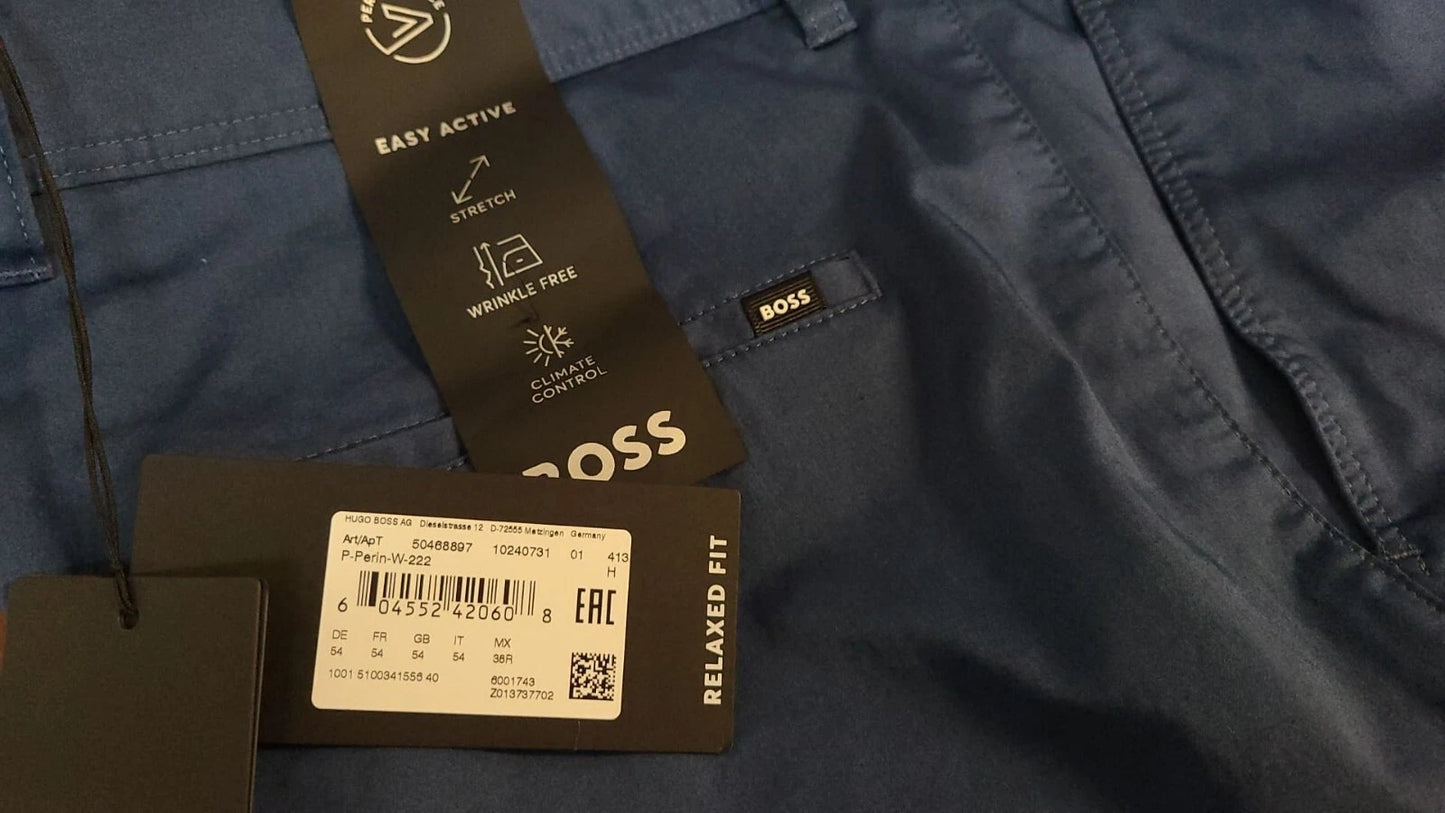 EASY ACTIVE
STRETCH
WRINKLE FREE
CLIMATE
CONTROL
BOSS
BOSS
HUGO BOSS AG Dieselstrasse 12 D-72555 Metzingen Germany
Art/ApT 50468897 10240731 01 413
P-Perin-W-222 H
6 04552 42060 8 EAC
DE FR GB IT MX
54 54 54 54 36R
1001 5100341556 40 6001743
Z013737702
RELAXED FIT